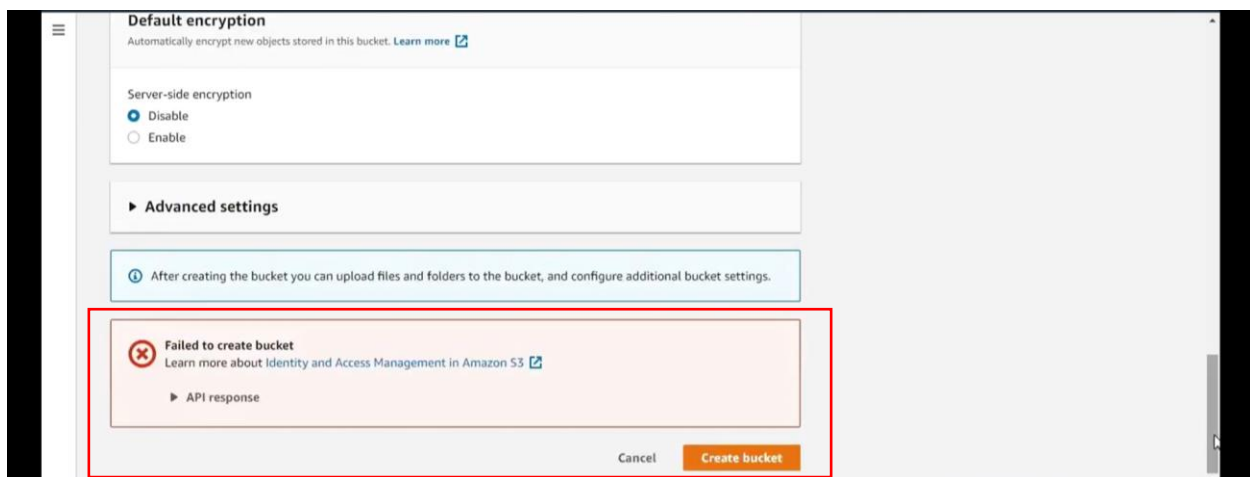 Default encryption
Automatically encrypt new objects stored in this bucket. Learn more
Server-side encryption
Disable
Enable
Advanced settings
After creating the bucket you can upload files and folders to the bucket, and configure additional bucket settings.
Failed to create bucket
Learn more about Identity and Access Management in Amazon S3
API response
Cancel Create bucket